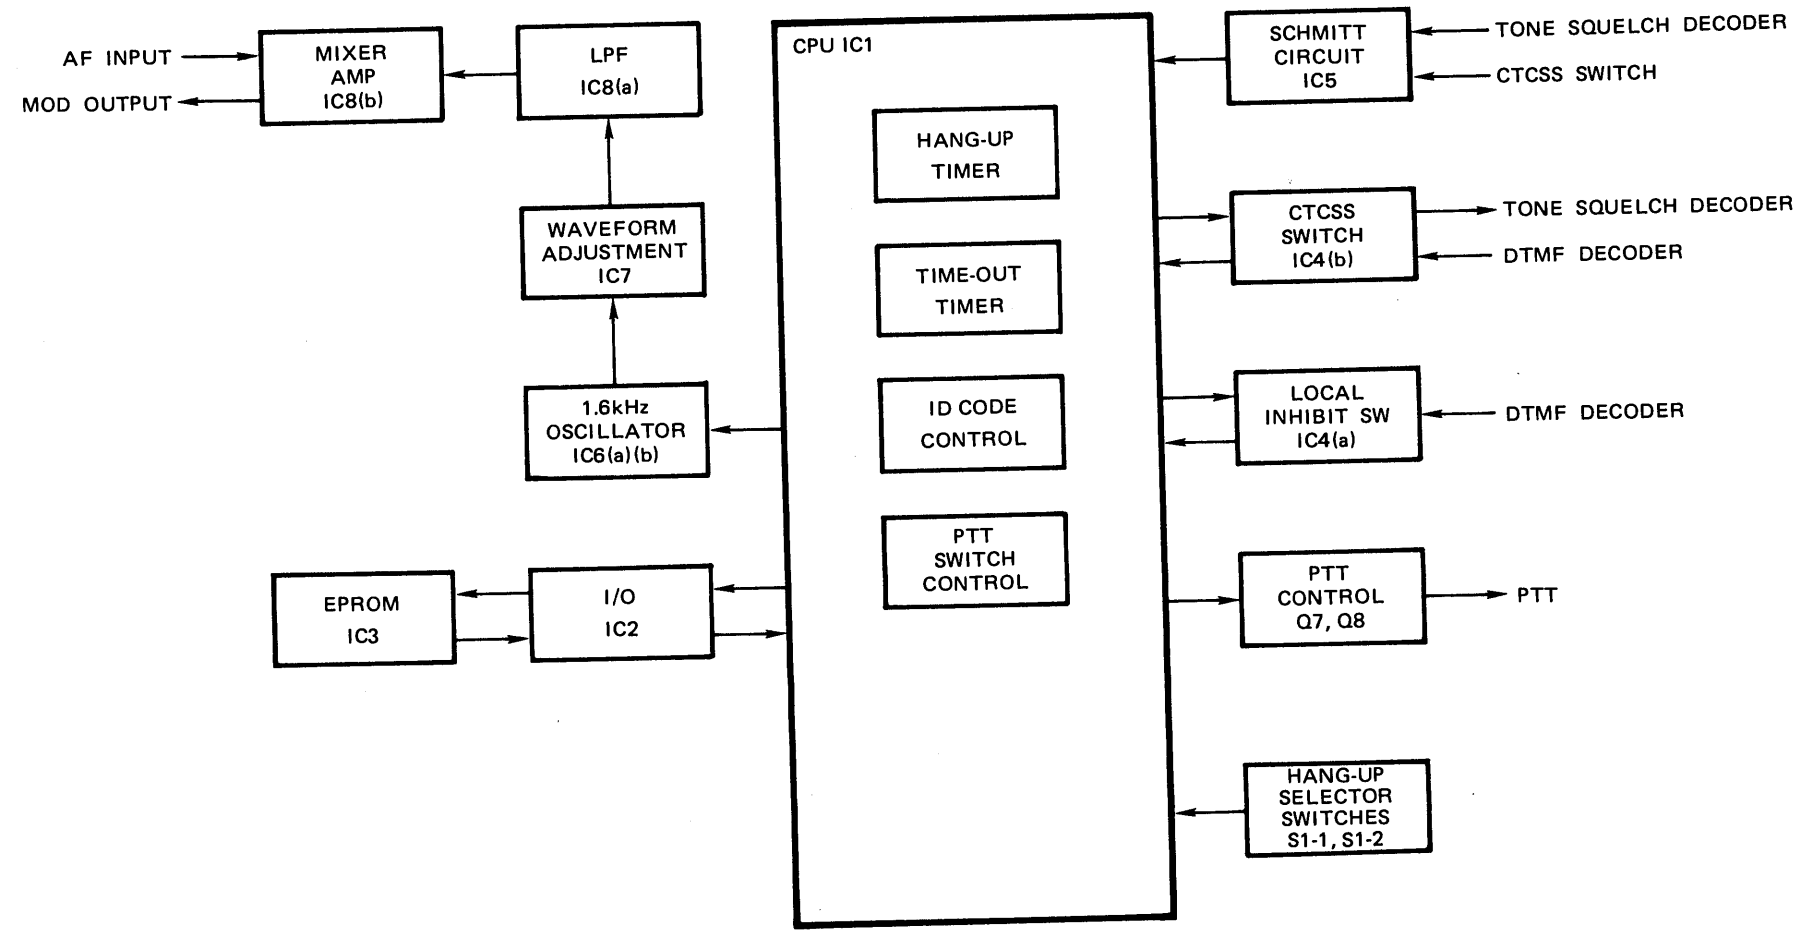 AF INPUT
MOD OUTPUT
MIXER
AMP
IC8(b)
LPF
IC8(a)
WAVEFORM
ADJUSTMENT
IC7
1.6kHz
OSCILLATOR
IC6(a)(b)
EPROM
IC3
I/O
IC2
CPU IC1
HANG-UP
TIMER
TIME-OUT
TIMER
ID CODE
CONTROL
PTT
SWITCH
CONTROL
SCHMITT
CIRCUIT
IC5
TONE SQUELCH DECODER
CTCSS SWITCH
CTCSS
SWITCH
IC4(b)
TONE SQUELCH DECODER
DTMF DECODER
LOCAL
INHIBIT SW
IC4(a)
DTMF DECODER
PTT
CONTROL
Q7, Q8
PTT
HANG-UP
SELECTOR
SWITCHES
S1-1, S1-2